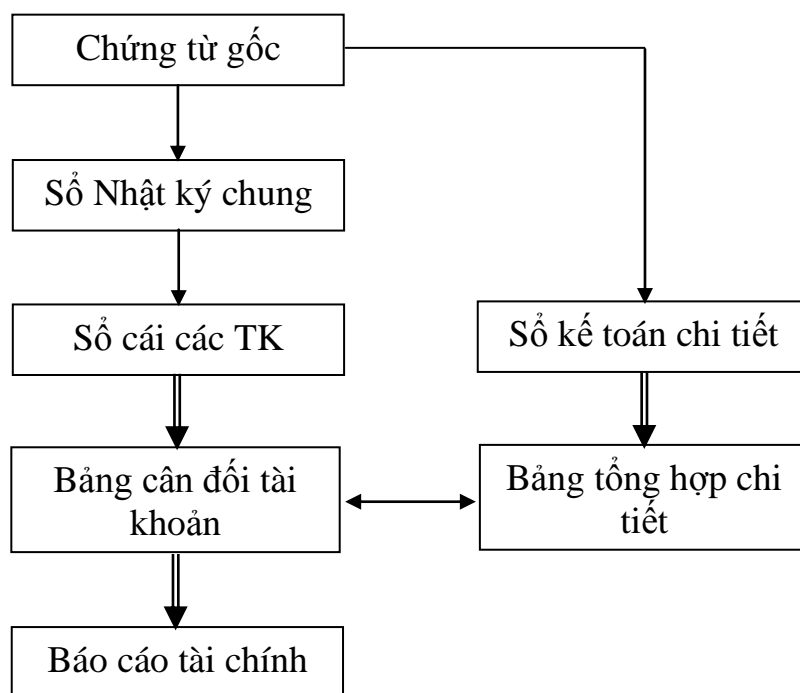 Chứng từ gốc
Sổ Nhật ký chung
Sổ cái các TK
Sổ kế toán chi tiết
Bảng cân đối tài
khoản
Bảng tổng hợp chi
tiết
Báo cáo tài chính